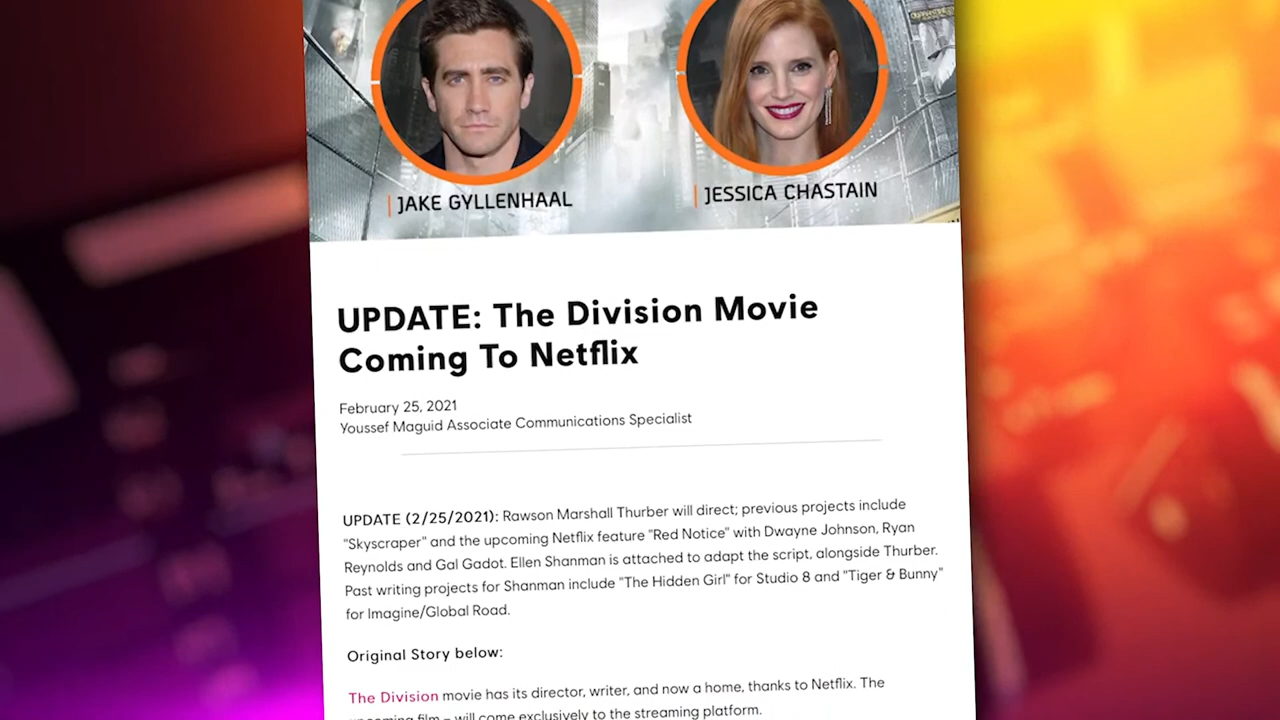 JAKE GYLLENHAAL
JESSICA CHASTAIN
UPDATE: The Division Movie
Coming To Netflix
February 25, 2021
Youssef Maguid Associate Communications Specialist
UPDATE (2/25/2021): Rawson Marshall Thurber will direct; previous projects include
"Skyscraper" and the upcoming Netflix feature "Red Notice" with Dwayne Johnson, Ryan
Reynolds and Gal Gadot. Ellen Shanman is attached to adapt the script, alongside Thurber.
Past writing projects for Shanman include "The Hidden Girl" for Studio 8 and "Tiger & Bunny"
for Imagine/Global Road.
Original Story below:
The Division movie has its director, writer, and now a home, thanks to Netflix. The
upcoming film – will come exclusively to the streaming platform.